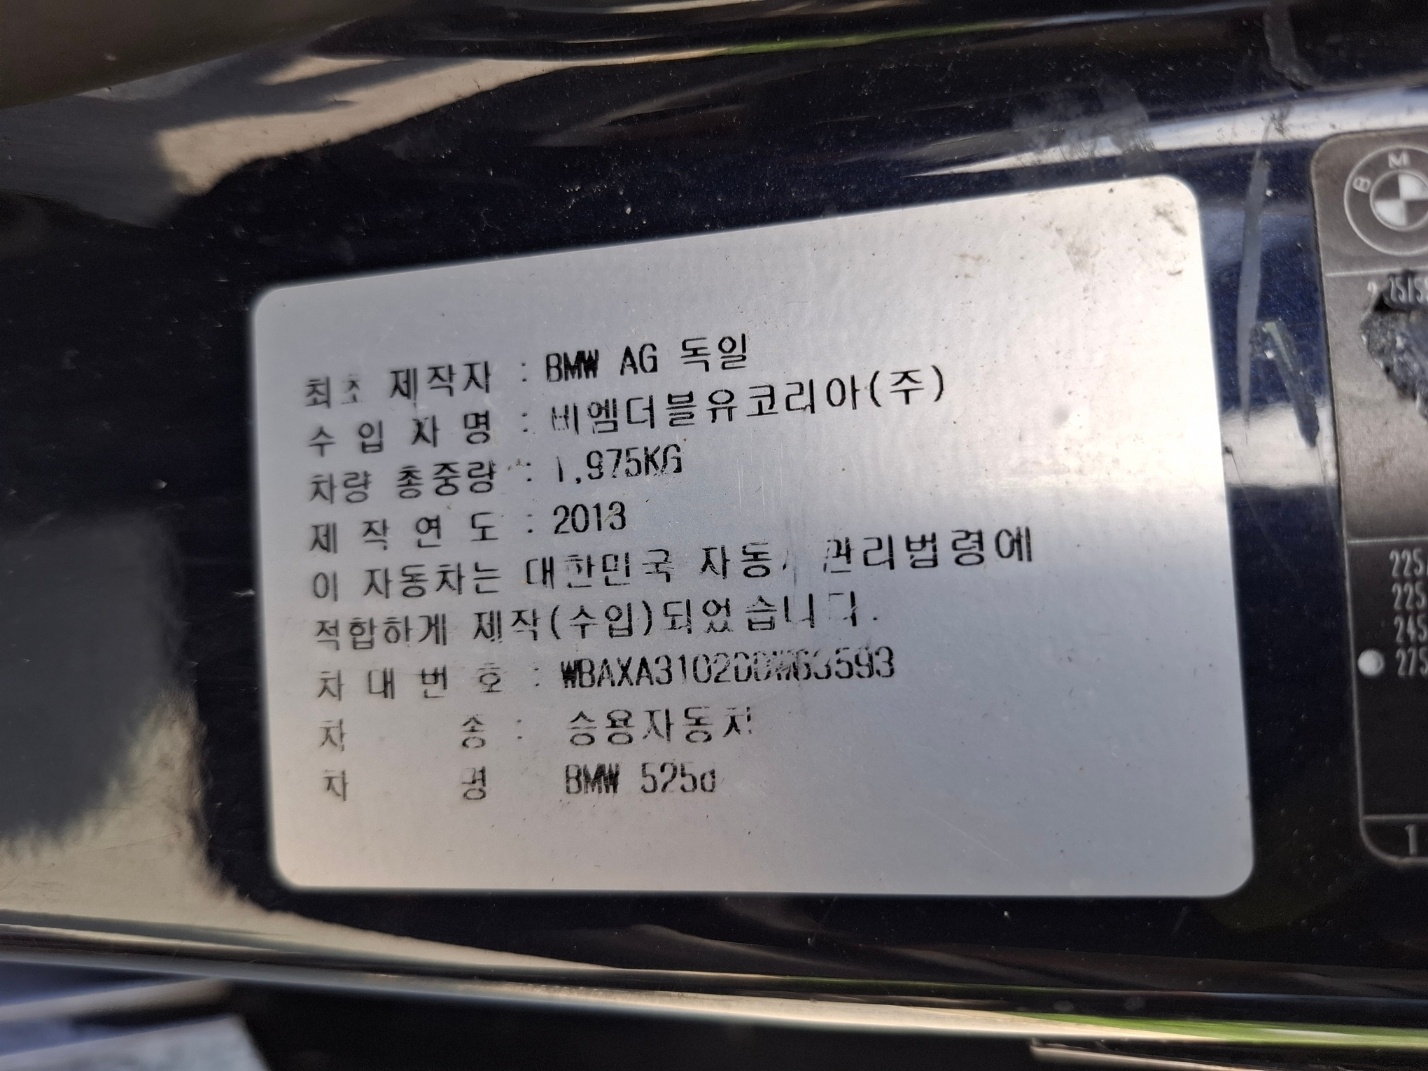 최초 제작자 : BMW AG 독일
수입자명 : 비엠더블유코리아(주)
차량 총중량 : 1,975KG
제작연도 : 2013
이 자동차는 대한민국 자동차관리법령에
적합하게 제작(수입)되었습니다.
차대번호 :
차 종 : 승용자동차
차 명 BMW 525d
B M W